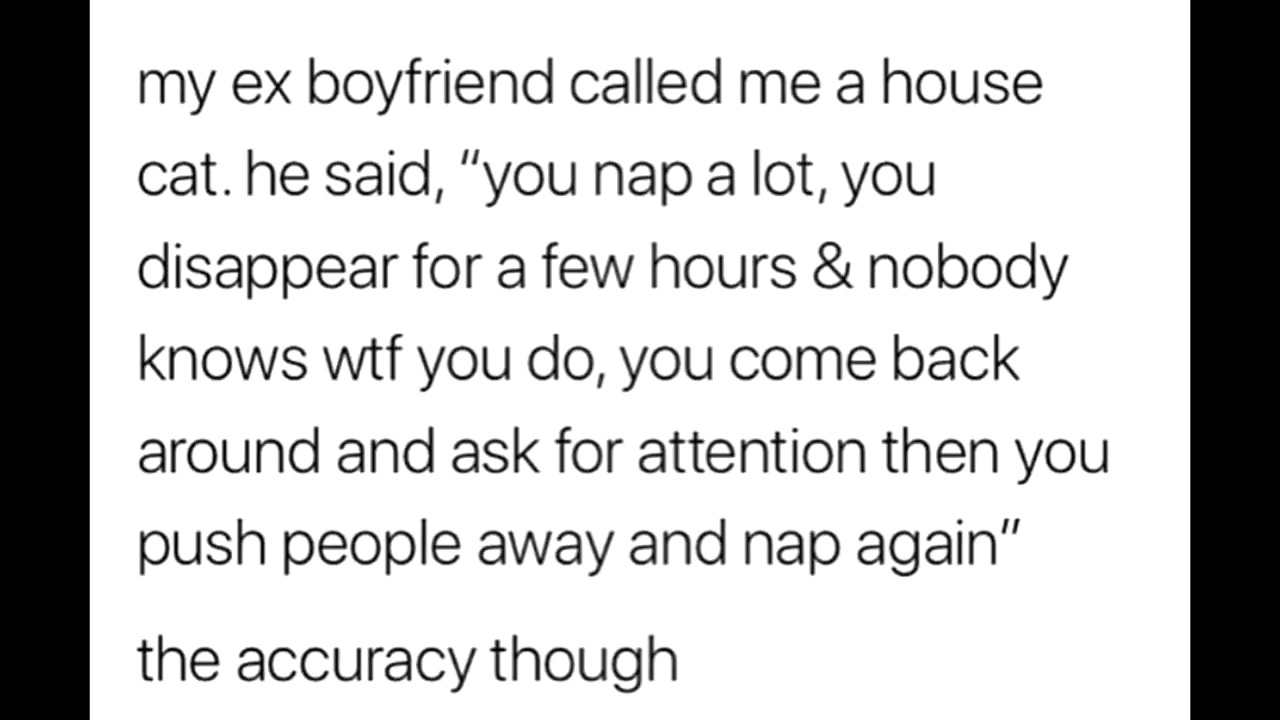 my ex boyfriend called me a house
cat. he said, "you nap a lot, you
disappear for a few hours & nobody
knows wtf you do, you come back
around and ask for attention then you
push people away and nap again"
the accuracy though